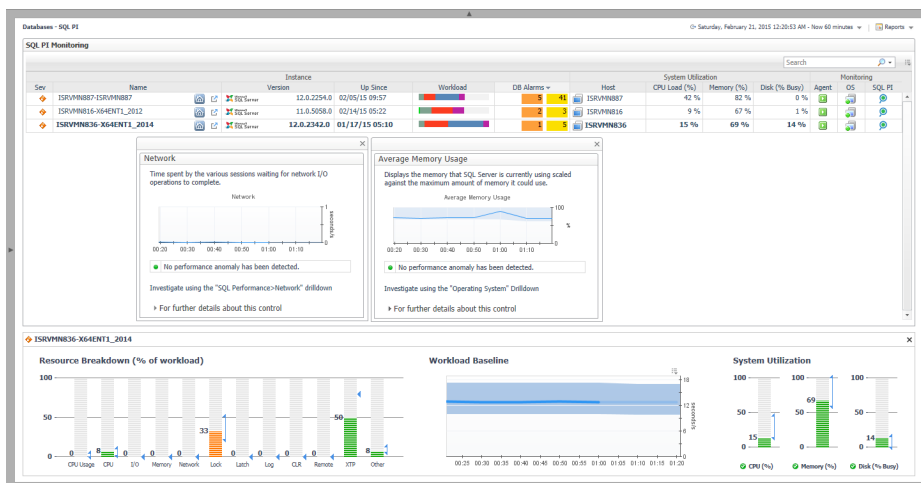 Databases - SQL PI
Saturday, February 21, 2015 12:20:53 AM - Now 60 minutes
Reports
SQL PI Monitoring
Search
Instance System Utilization Monitoring
Sev Name Version Up Since Workload DB Alarms Host CPU Load (%) Memory (%) Disk (% Busy) Agent OS SQL PI
ISRVMN887-ISRVMN887 SQL Server 12.0.2254.0 02/05/15 09:57 5 41 ISRVMN887 42 % 82 % 0 %
ISRVMN816-X64ENT1_2012 SQL Server 11.0.5058.0 02/14/15 05:22 2 3 ISRVMN816 9 % 67 % 1 %
ISRVMN836-X64ENT1_2014 SQL Server 12.0.2342.0 01/17/15 05:10 1 5 ISRVMN836 15 % 69 % 14 %
Network
Time spent by the various sessions waiting for network I/O
operations to complete.
Network
1
seconds/s
0
00:20 00:30 00:40 00:50 01:00 01:10
No performance anomaly has been detected.
Investigate using the "SQL Performance>Network" drilldown
For further details about this control
Average Memory Usage
Displays the memory that SQL Server is currently using scaled
against the maximum amount of memory it could use.
Average Memory Usage
100
%
0
00:20 00:30 00:40 00:50 01:00 01:10
No performance anomaly has been detected.
Investigate using the "Operating System" Drilldown
For further details about this control
ISRVMN836-X64ENT1_2014
Resource Breakdown (% of workload)
100
50
0
0 8 0 0 0 33 0 0 0 0 50 8
CPU Usage CPU I/O Memory Network Lock Latch Log CLR Remote XTP Other
Workload Baseline
18
12
6
0
seconds/s
00:25 00:30 00:35 00:40 00:45 00:50 00:55 01:00 01:05 01:10 01:15 01:20
System Utilization
100 100 100
69
50 50 50
15 14
0 0 0
CPU (%) Memory (%) Disk (% Busy)